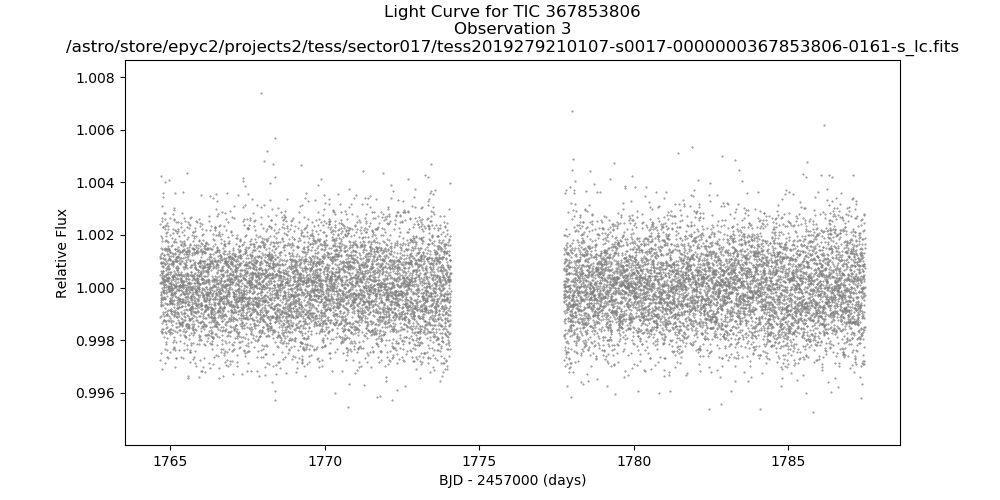 Light Curve for TIC 367853806
Observation 3
/astro/store/epyc2/projects2/tess/sector017/tess2019279210107-s0017-0000000367853806-0161-s_lc.fits
1.008
1.006
1.004
1.002
1.000
0.998
0.996
Relative Flux
1765
1770
1775
1780
1785
BJD - 2457000 (days)